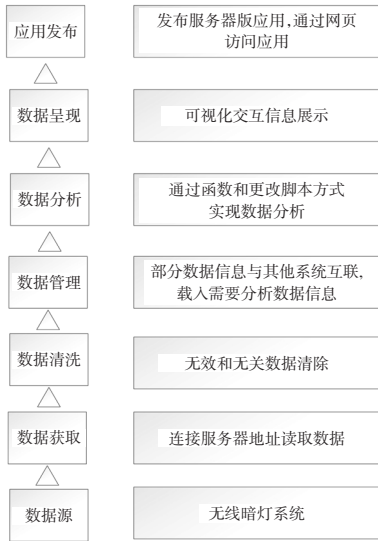 应用发布
发布服务器版应用,通过网页
访问应用
数据呈现
可视化交互信息展示
数据分析
通过函数和更改脚本方式
实现数据分析
数据管理
部分数据信息与其他系统互联,
载入需要分析数据信息
数据清洗
无效和无关数据清除
数据获取
连接服务器地址读取数据
数据源
无线暗灯系统